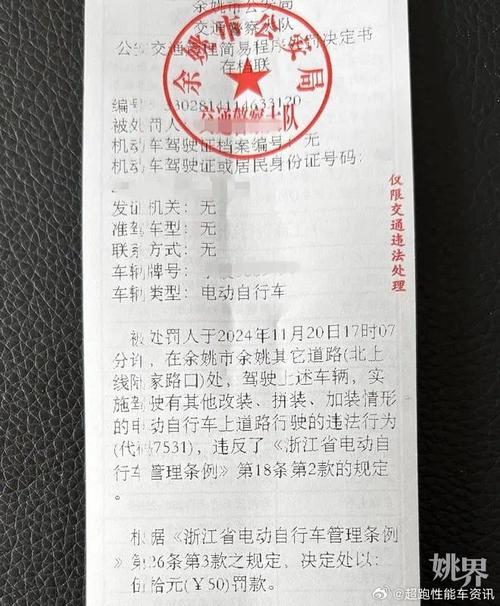 余姚市公安局
交通警察大队
公安交通管理简易程序处罚决定书
存档联
余姚市公安局
交通警察大队
被处罚人
机动车驾驶证档案编号：无
机动车驾驶证或居民身份证号码：
发证机关：无
准驾车型：无
联系方式：无
车辆牌号：
车辆类型：电动自行车
仅限交通违法处理
被处罚人于2024年11月20日17时07
分许，在余姚市余姚其它道路(北上
线陆家路口)处，驾驶上述车辆，实
施驾驶有其他改装、拼装、加装情形
的电动自行车上道路行驶的违法行为
(代码7531)，违反了《浙江省电动自
行车管理条例》第18条第2款的规定
。
根据《浙江省电动自行车管理条例
》第26条第3款之规定，决定处以：
伍拾元(￥50)罚款。
姚界
@超跑性能车资讯